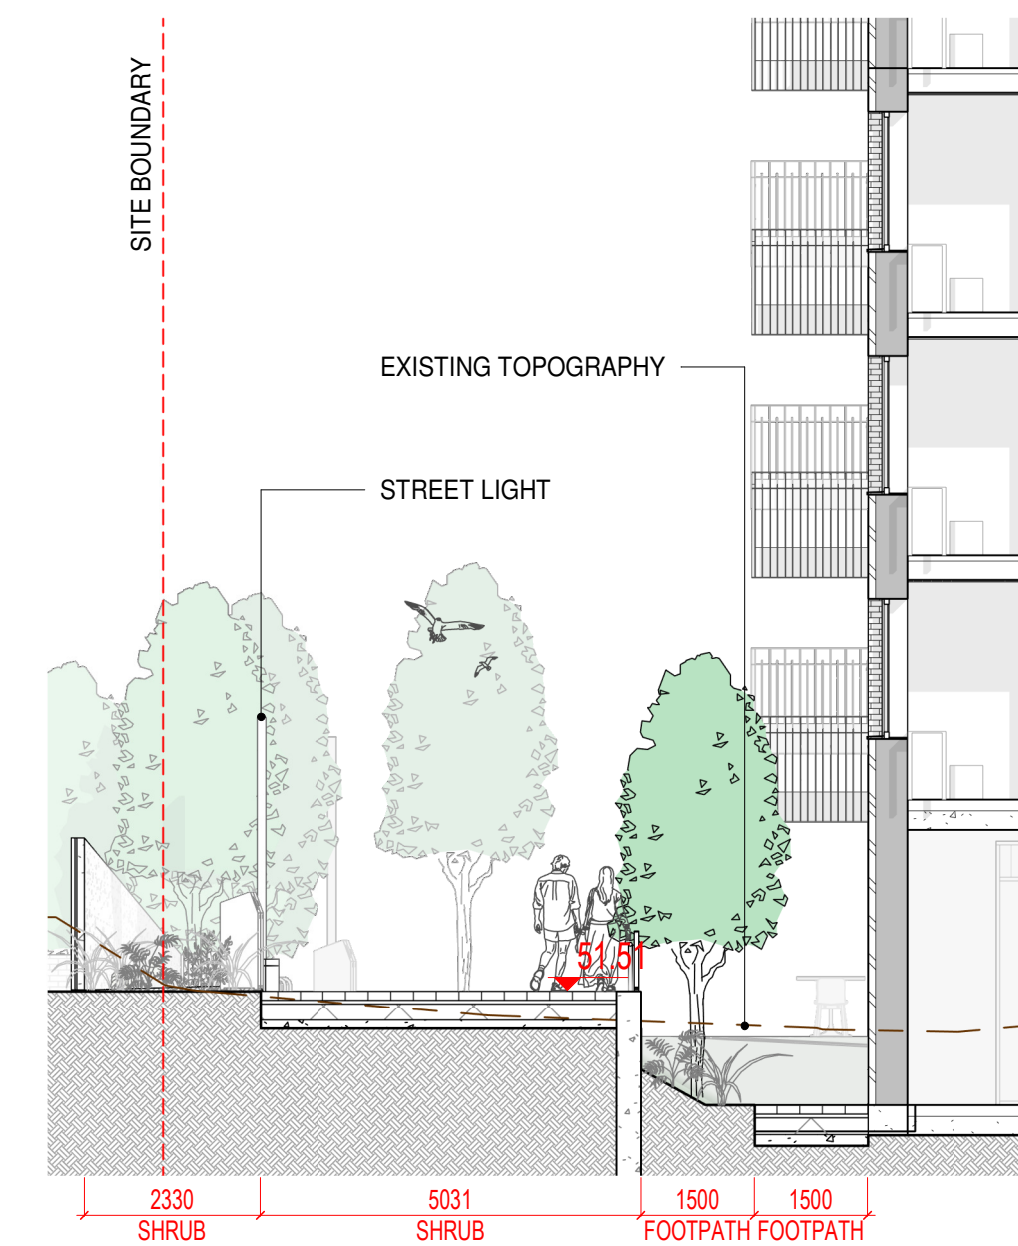 SITE BOUNDARY
EXISTING TOPOGRAPHY
STREET LIGHT
51.51
2330
5031
1500
1500
SHRUB
SHRUB
FOOTPATH
FOOTPATH